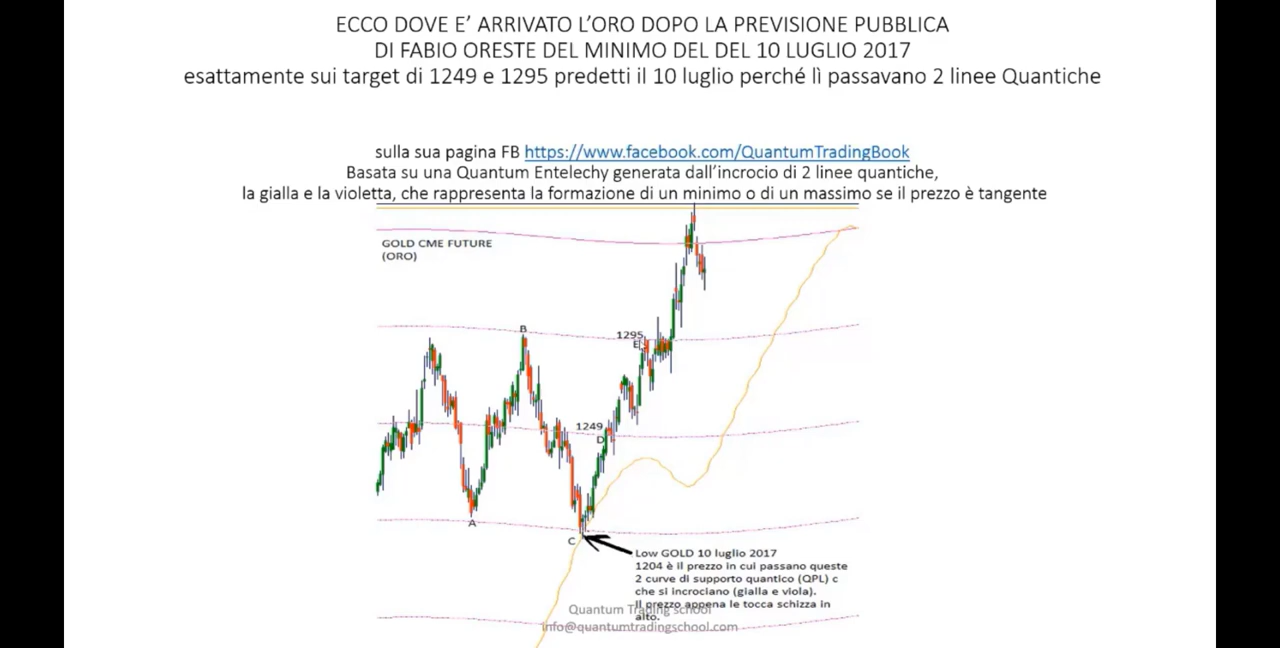 ECCO DOVE E' ARRIVATO L'ORO DOPO LA PREVISIONE PUBBLICA
DI FABIO ORESTE DEL MINIMO DEL DEL 10 LUGLIO 2017
esattamente sui target di 1249 e 1295 predetti il 10 luglio perché lì passavano 2 linee Quantiche
sulla sua pagina FB https://www.facebook.com/QuantumTradingBook
Basata su una Quantum Entelechy generata dall'incrocio di 2 linee quantiche,
la gialla e la violetta, che rappresenta la formazione di un minimo o di un massimo se il prezzo è tangente
GOLD CME FUTURE
(ORO)
B
1295
E
1249
D
A
C
Low GOLD 10 luglio 2017
1204 è il prezzo in cui passano queste
2 curve di supporto quantico (QPL) c
che si incrociano (gialla e viola).
Il prezzo appena le tocca schizza in
alto.
Quantum Trading school
info@quantumtradingschool.com